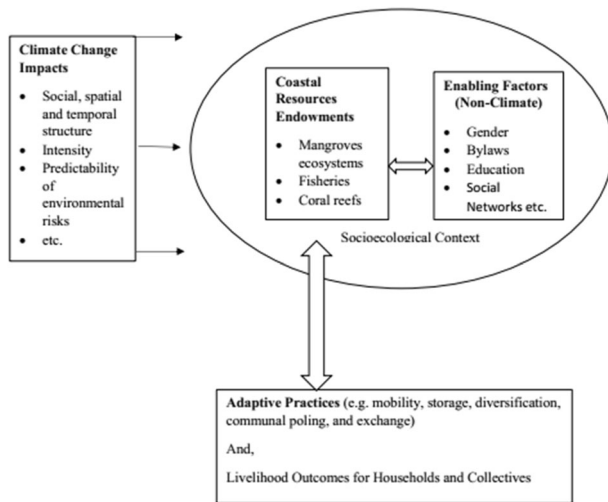 Climate Change
Impacts
• Social, spatial
and temporal
structure
• Intensity
• Predictability
of
environmental
risks
• etc.
Coastal
Resources
Endowments
• Mangroves
ecosystems
• Fisheries
• Coral reefs
Enabling Factors
(Non-Climate)
• Gender
• Bylaws
• Education
• Social
Networks etc.
Socioecological Context
Adaptive Practices (e.g. mobility, storage, diversification,
communal poling, and exchange)
And,
Livelihood Outcomes for Households and Collectives